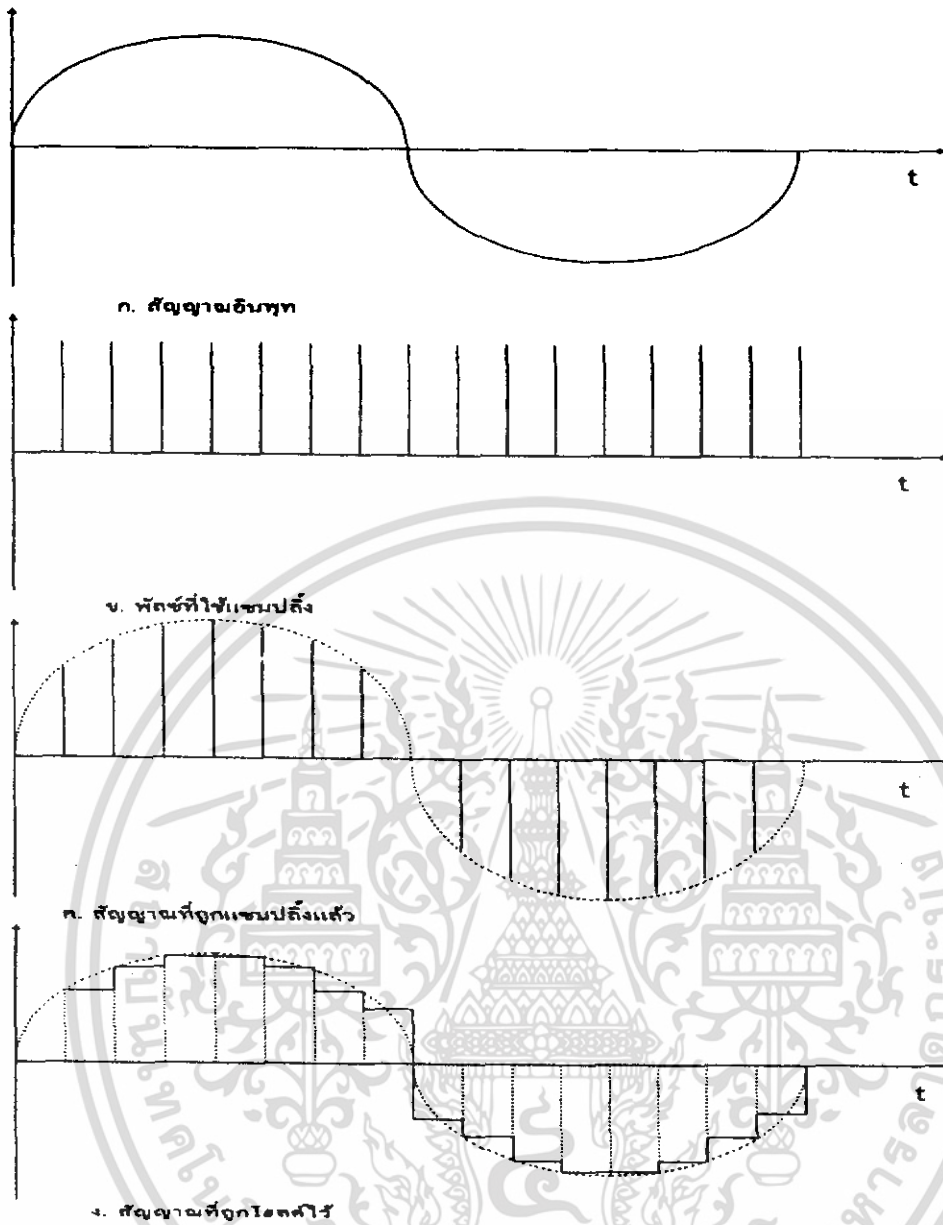 t
ก. สัญญาณอินพุท
t
ข. พัลซ์ที่ใช้แซมปลิ้ง
t
ค. สัญญาณที่ถูกแซมปลิ้งแล้ว
t
ง. สัญญาณที่ถูกโฮลด์ไว้